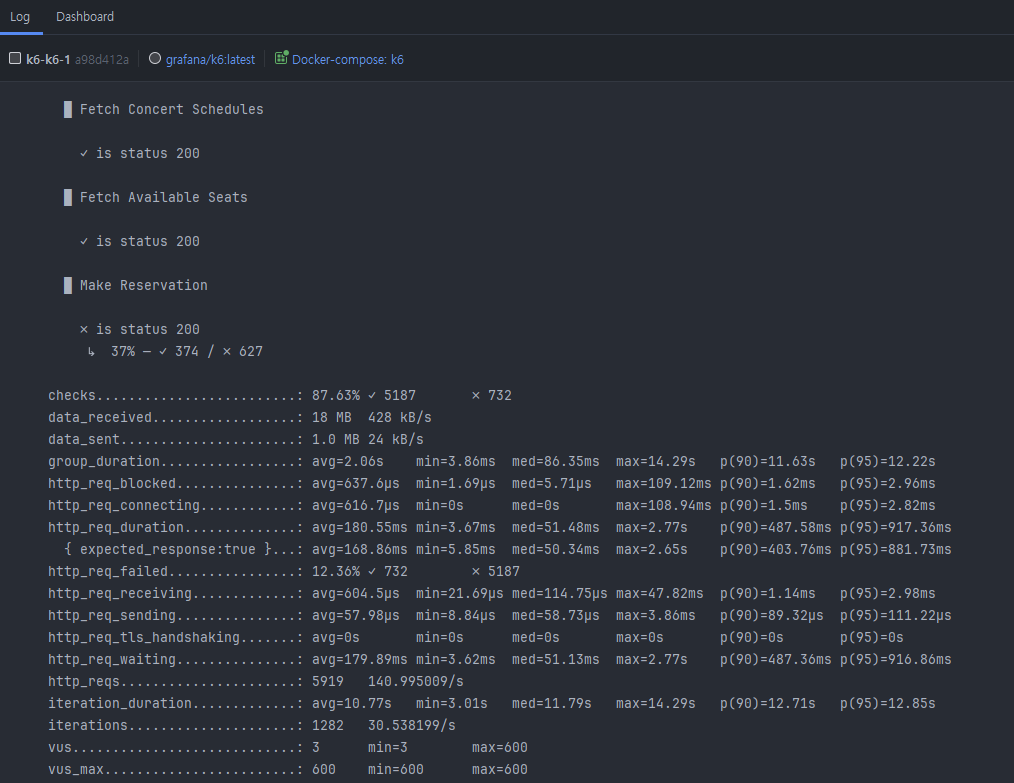 Log Dashboard
k6-k6-1 a98d412a grafana/k6:latest Docker-compose: k6
█ Fetch Concert Schedules
✓ is status 200
█ Fetch Available Seats
✓ is status 200
█ Make Reservation
✗ is status 200
↳ 37% — ✓ 374 / ✗ 627
checks.........................: 87.63% ✓ 5187 ✗ 732
data_received..................: 18 MB 428 kB/s
data_sent......................: 1.0 MB 24 kB/s
group_duration.................: avg=2.06s min=3.86ms med=86.35ms max=14.29s p(90)=11.63s p(95)=12.22s
http_req_blocked...............: avg=637.6µs min=1.69µs med=5.71µs max=109.12ms p(90)=1.62ms p(95)=2.96ms
http_req_connecting............: avg=616.7µs min=0s med=0s max=108.94ms p(90)=1.5ms p(95)=2.82ms
http_req_duration..............: avg=180.55ms min=3.67ms med=51.48ms max=2.77s p(90)=487.58ms p(95)=917.36ms
{ expected_response:true }...: avg=168.86ms min=5.85ms med=50.34ms max=2.65s p(90)=403.76ms p(95)=881.73ms
http_req_failed................: 12.36% ✓ 732 ✗ 5187
http_req_receiving.............: avg=604.5µs min=21.69µs med=114.75µs max=47.82ms p(90)=1.14ms p(95)=2.98ms
http_req_sending...............: avg=57.98µs min=8.84µs med=58.73µs max=3.86ms p(90)=89.32µs p(95)=111.22µs
http_req_tls_handshaking.......: avg=0s min=0s med=0s max=0s p(90)=0s p(95)=0s
http_req_waiting...............: avg=179.89ms min=3.62ms med=51.13ms max=2.77s p(90)=487.36ms p(95)=916.86ms
http_reqs......................: 5919 140.995009/s
iteration_duration.............: avg=10.77s min=3.01s med=11.79s max=14.29s p(90)=12.71s p(95)=12.85s
iterations.....................: 1282 30.538199/s
vus............................: 3 min=3 max=600
vus_max........................: 600 min=600 max=600